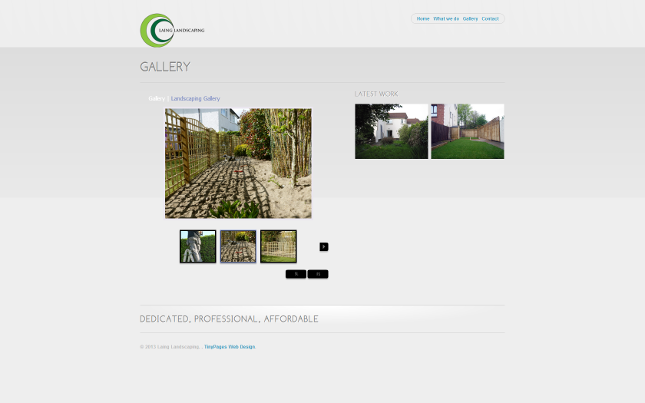 LAING LANDSCAPING
Home What we do Gallery Contact
GALLERY
Gallery Landscaping Gallery
LATEST WORK
DEDICATED, PROFESSIONAL, AFFORDABLE
Laing Landscaping. TinyPages Web Design.